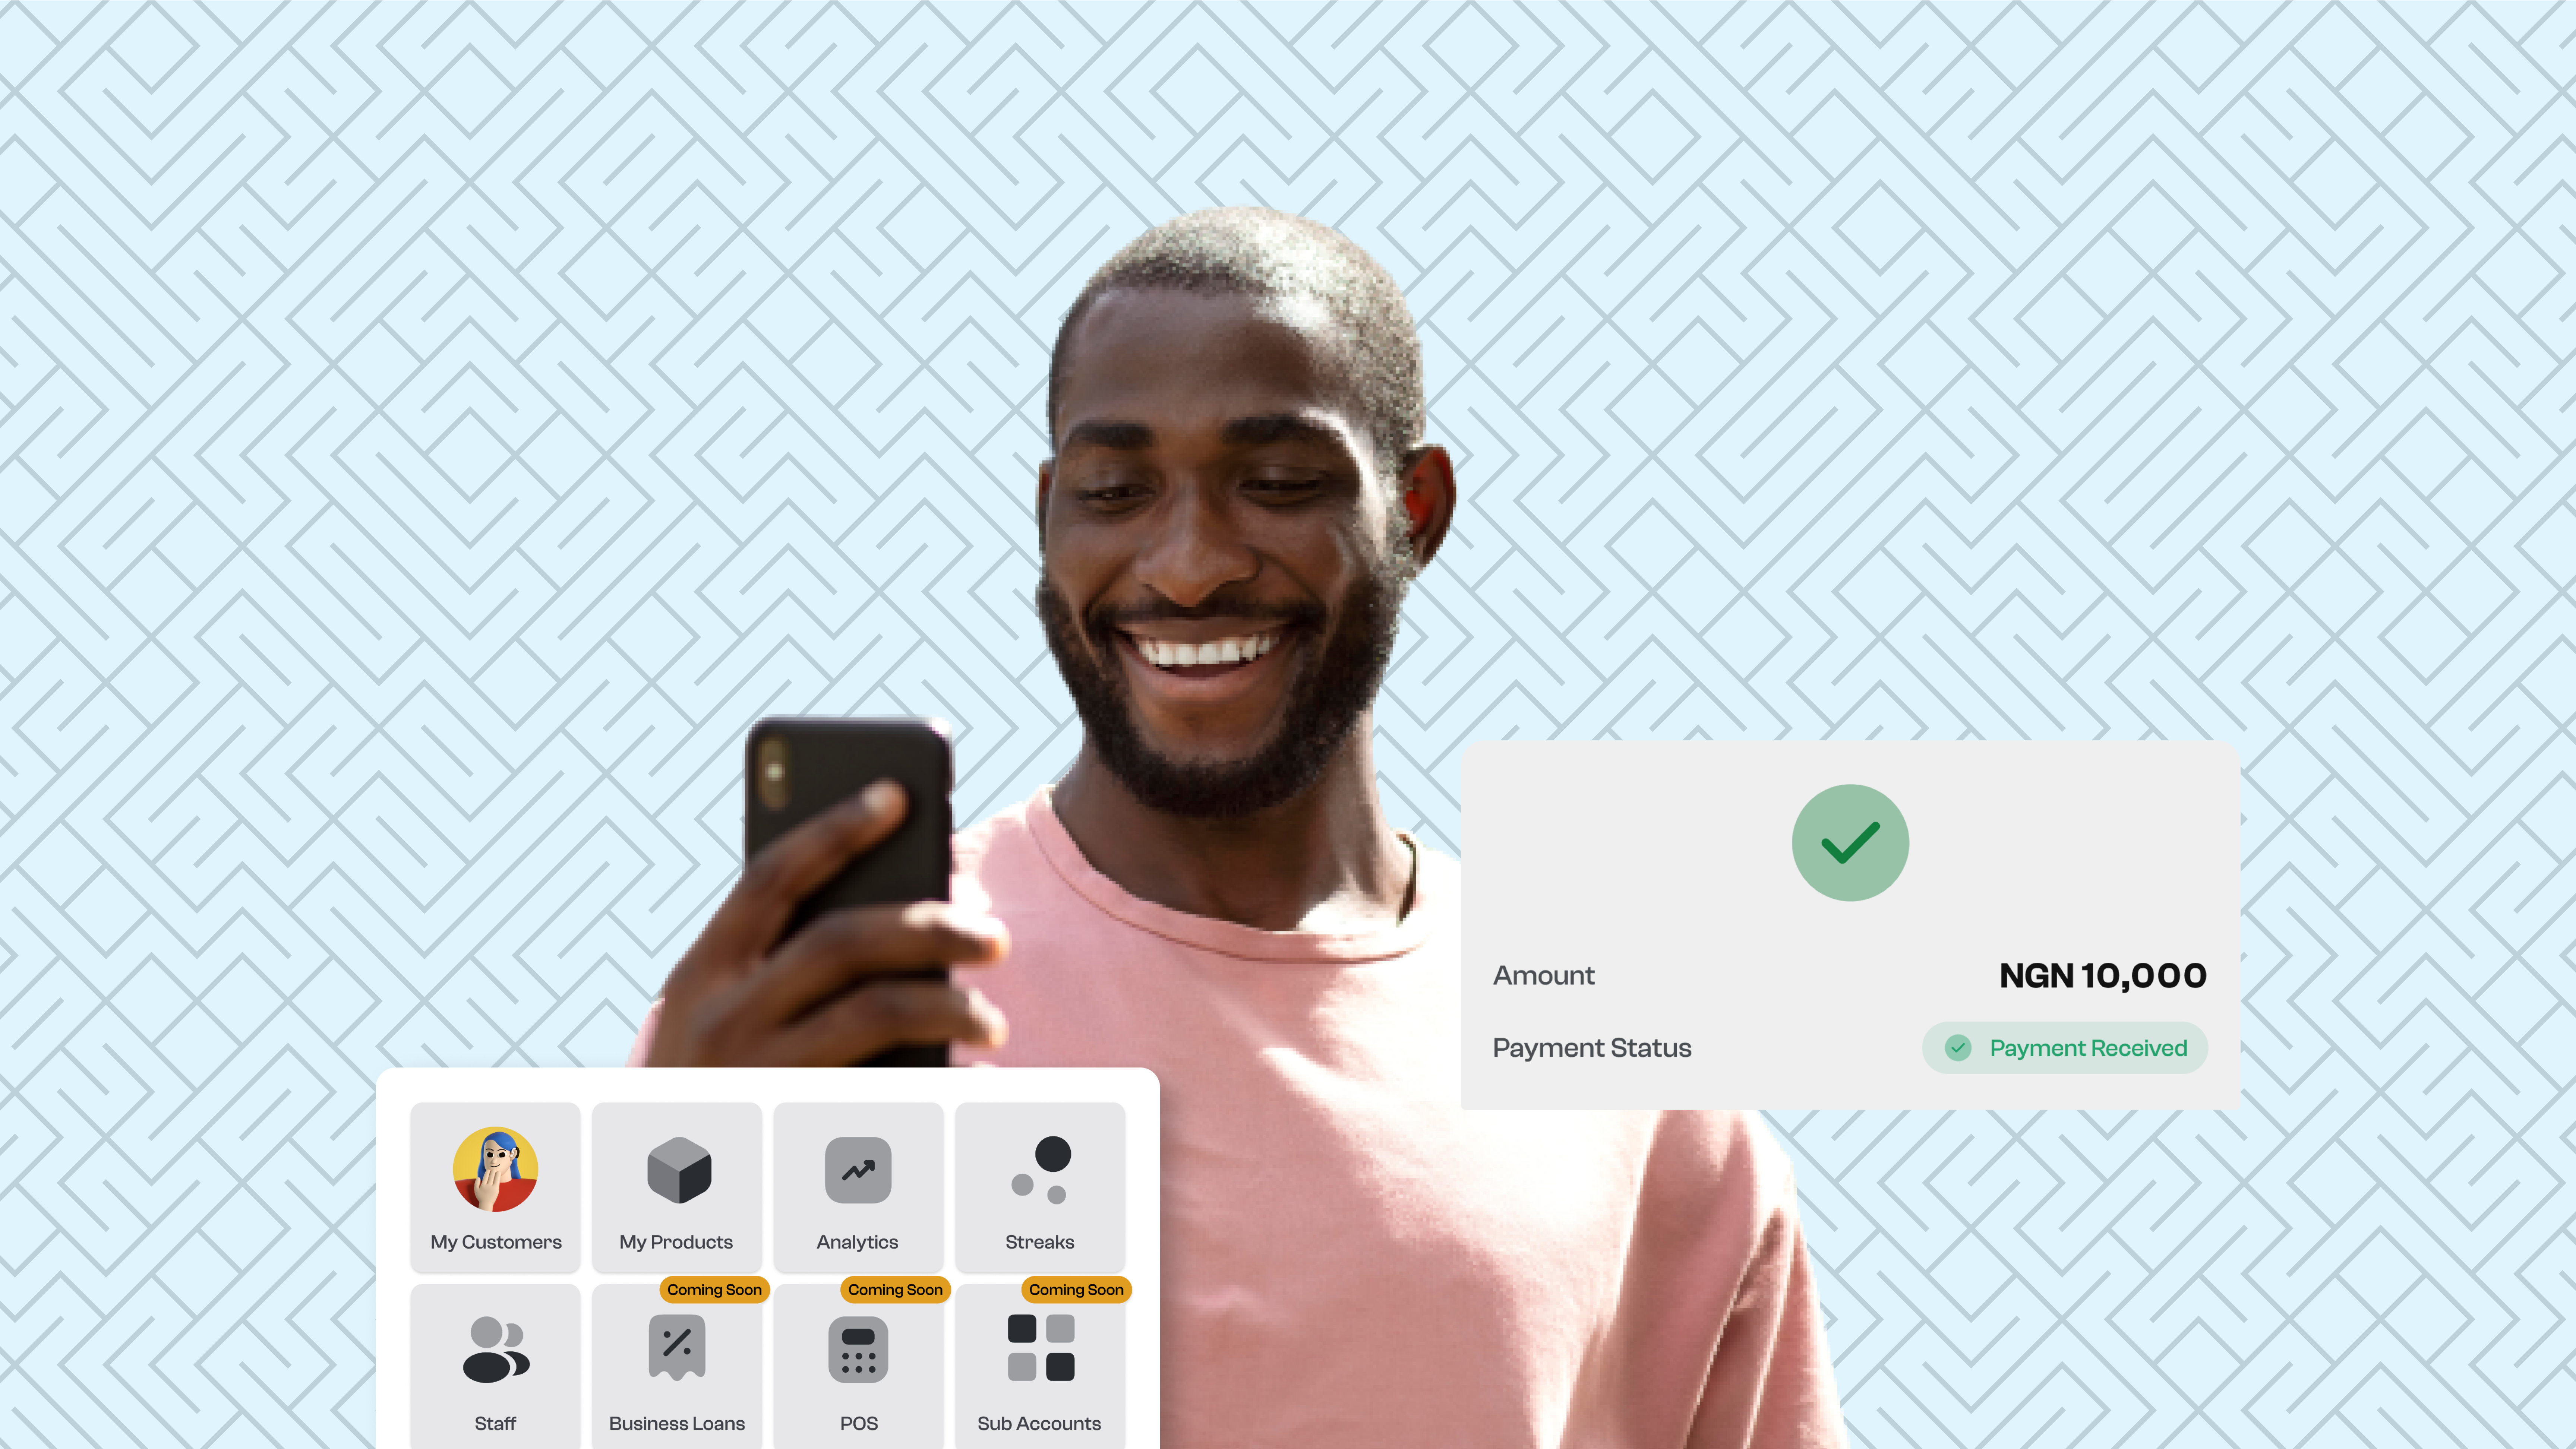 Amount NGN 10,000
Payment Status Payment Received
My Customers My Products Analytics Streaks
Coming Soon Coming Soon Coming Soon
Staff Business Loans POS Sub Accounts